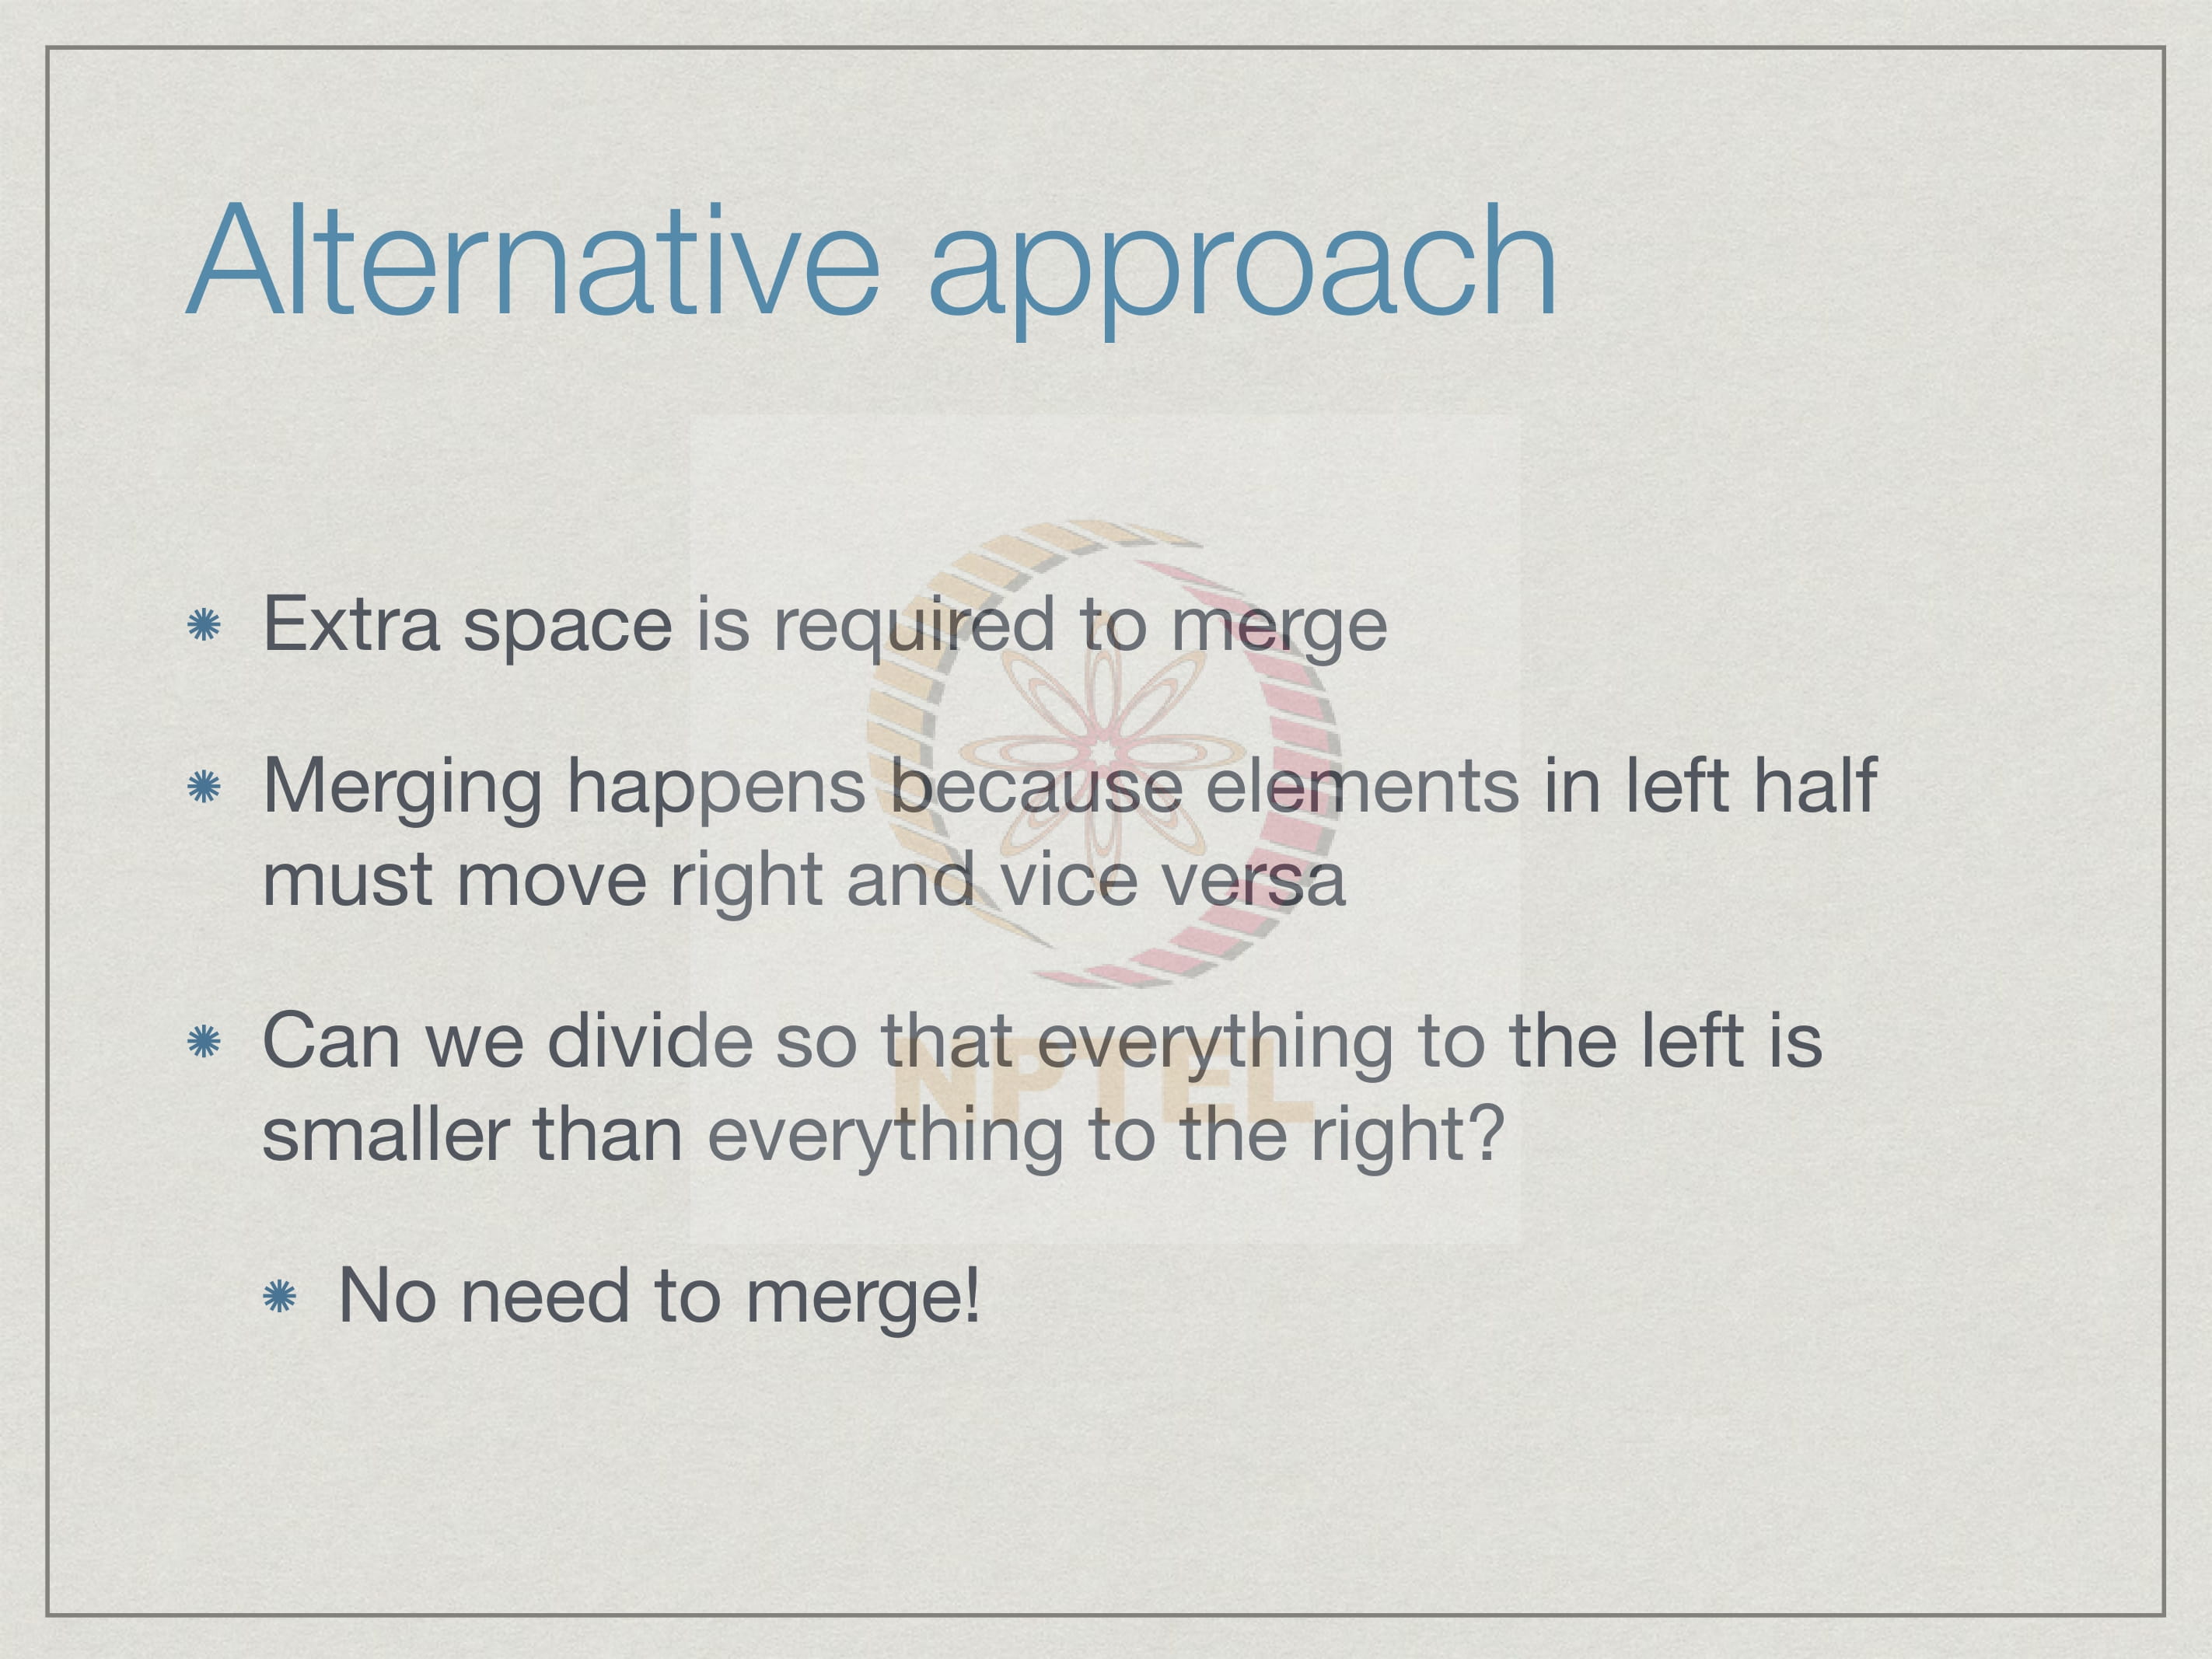 Alternative approach
Extra space is required to merge
Merging happens because elements in left half
must move right and vice versa
Can we divide so that everything to the left is
smaller than everything to the right?
No need to merge!
NPTEL